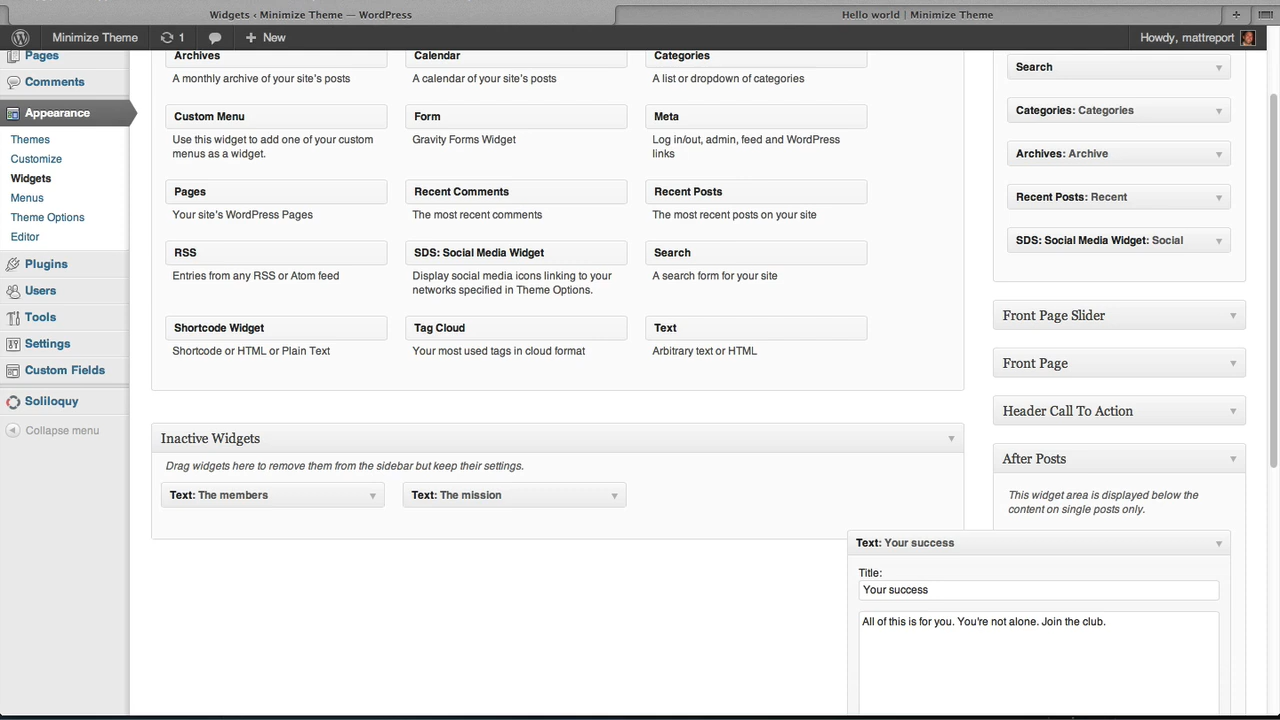 Widgets ‹ Minimize Theme — WordPress
Hello world | Minimize Theme
Minimize Theme
1
New
Howdy, mattreport
Pages
Comments
Appearance
Themes
Customize
Widgets
Menus
Theme Options
Editor
Plugins
Users
Tools
Settings
Custom Fields
Soliloquy
Collapse menu
Archives
A monthly archive of your site's posts
Calendar
A calendar of your site's posts
Categories
A list or dropdown of categories
Custom Menu
Use this widget to add one of your custom
menus as a widget.
Form
Gravity Forms Widget
Meta
Log in/out, admin, feed and WordPress
links
Pages
Your site's WordPress Pages
Recent Comments
The most recent comments
Recent Posts
The most recent posts on your site
RSS
Entries from any RSS or Atom feed
SDS: Social Media Widget
Display social media icons linking to your
networks specified in Theme Options.
Search
A search form for your site
Shortcode Widget
Shortcode or HTML or Plain Text
Tag Cloud
Your most used tags in cloud format
Text
Arbitrary text or HTML
Inactive Widgets
Drag widgets here to remove them from the sidebar but keep their settings.
Text: The members
Text: The mission
Search
Categories: Categories
Archives: Archive
Recent Posts: Recent
SDS: Social Media Widget: Social
Front Page Slider
Front Page
Header Call To Action
After Posts
This widget area is displayed below the
content on single posts only.
Text: Your success
Title:
Your success
All of this is for you. You're not alone. Join the club.